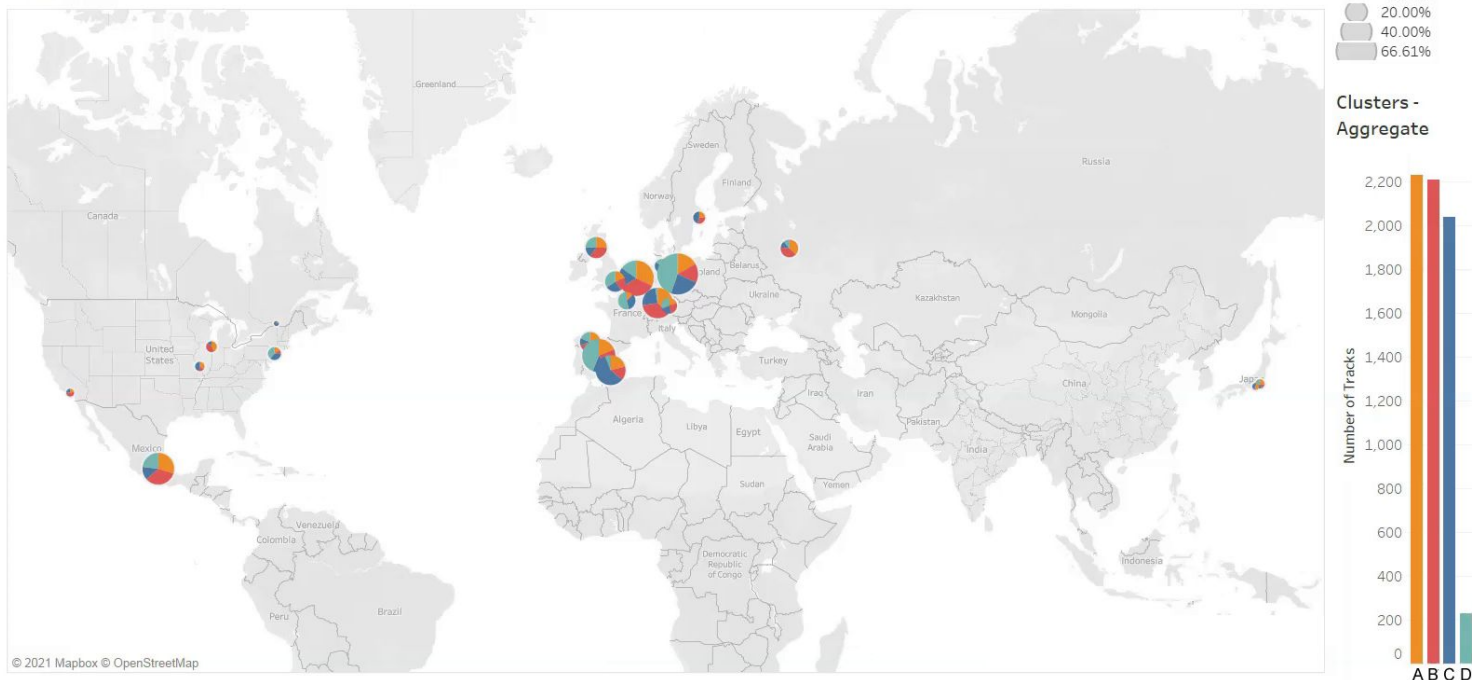 20.00%
40.00%
66.61%
Clusters -
Aggregate
Greenland
Sweden
Russia
Finland
Norway
Canada
Belarus
Ukraine
Kazakhstan
France
Mongolia
Italy
United
States
Turkey
China
Iraq
Iran
Algeria
Libya
Egypt
Pakistan
Saudi
Arabia
India
Mexico
Sudan
Yemen
Venezuela
Colombia
Democratic
Republic
of Congo
Indonesia
Brazil
Peru
© 2021 Mapbox © OpenStreetMap
Number of Tracks
2,200
2,000
1,800
1,600
1,400
1,200
1,000
800
600
400
200
0
A B C D